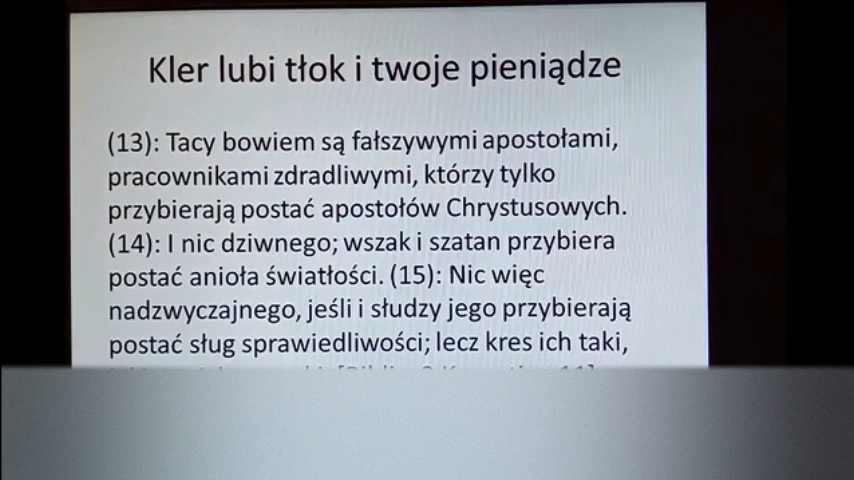 Kler lubi tłok i twoje pieniądze
(13): Tacy bowiem są fałszywymi apostołami,
pracownikami zdradliwymi, którzy tylko
przybierają postać apostołów Chrystusowych.
(14): I nic dziwnego; wszak i szatan przybiera
postać anioła światłości. (15): Nic więc
nadzwyczajnego, jeśli i słudzy jego przybierają
postać sług sprawiedliwości; lecz kres ich taki,